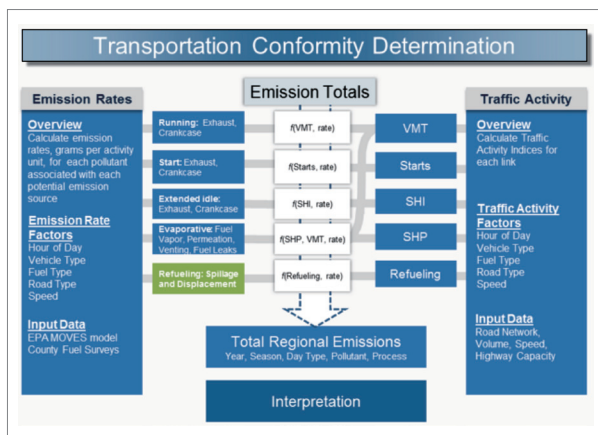 Transportation Conformity Determination
Emission Rates
Overview
Calculate emission
rates, grams per activity
unit, for each pollutant
associated with each
potential emission
source
Emission Rate
Factors
Hour of Day
Vehicle Type
Fuel Type
Road Type
Speed
Input Data
EPA MOVES model
County Fuel Surveys
Running: Exhaust,
Crankcase
Start: Exhaust,
Crankcase
Extended idle:
Exhaust, Crankcase
Evaporative: Fuel
Vapor, Permeation,
Venting, Fuel Leaks
Refueling: Spillage
and Displacement
Emission Totals
f(VMT, rate)
f(Starts, rate)
f(SHI, rate)
f(SHP, VMT, rate)
f(Refueling, rate)
VMT
Starts
SHI
SHP
Refueling
Traffic Activity
Overview
Calculate Traffic
Activity Indices for
each link
Traffic Activity
Factors
Hour of Day
Vehicle Type
Fuel Type
Road Type
Speed
Input Data
Road Network,
Volume, Speed,
Highway Capacity
Total Regional Emissions
Year, Season, Day Type, Pollutant, Process
Interpretation